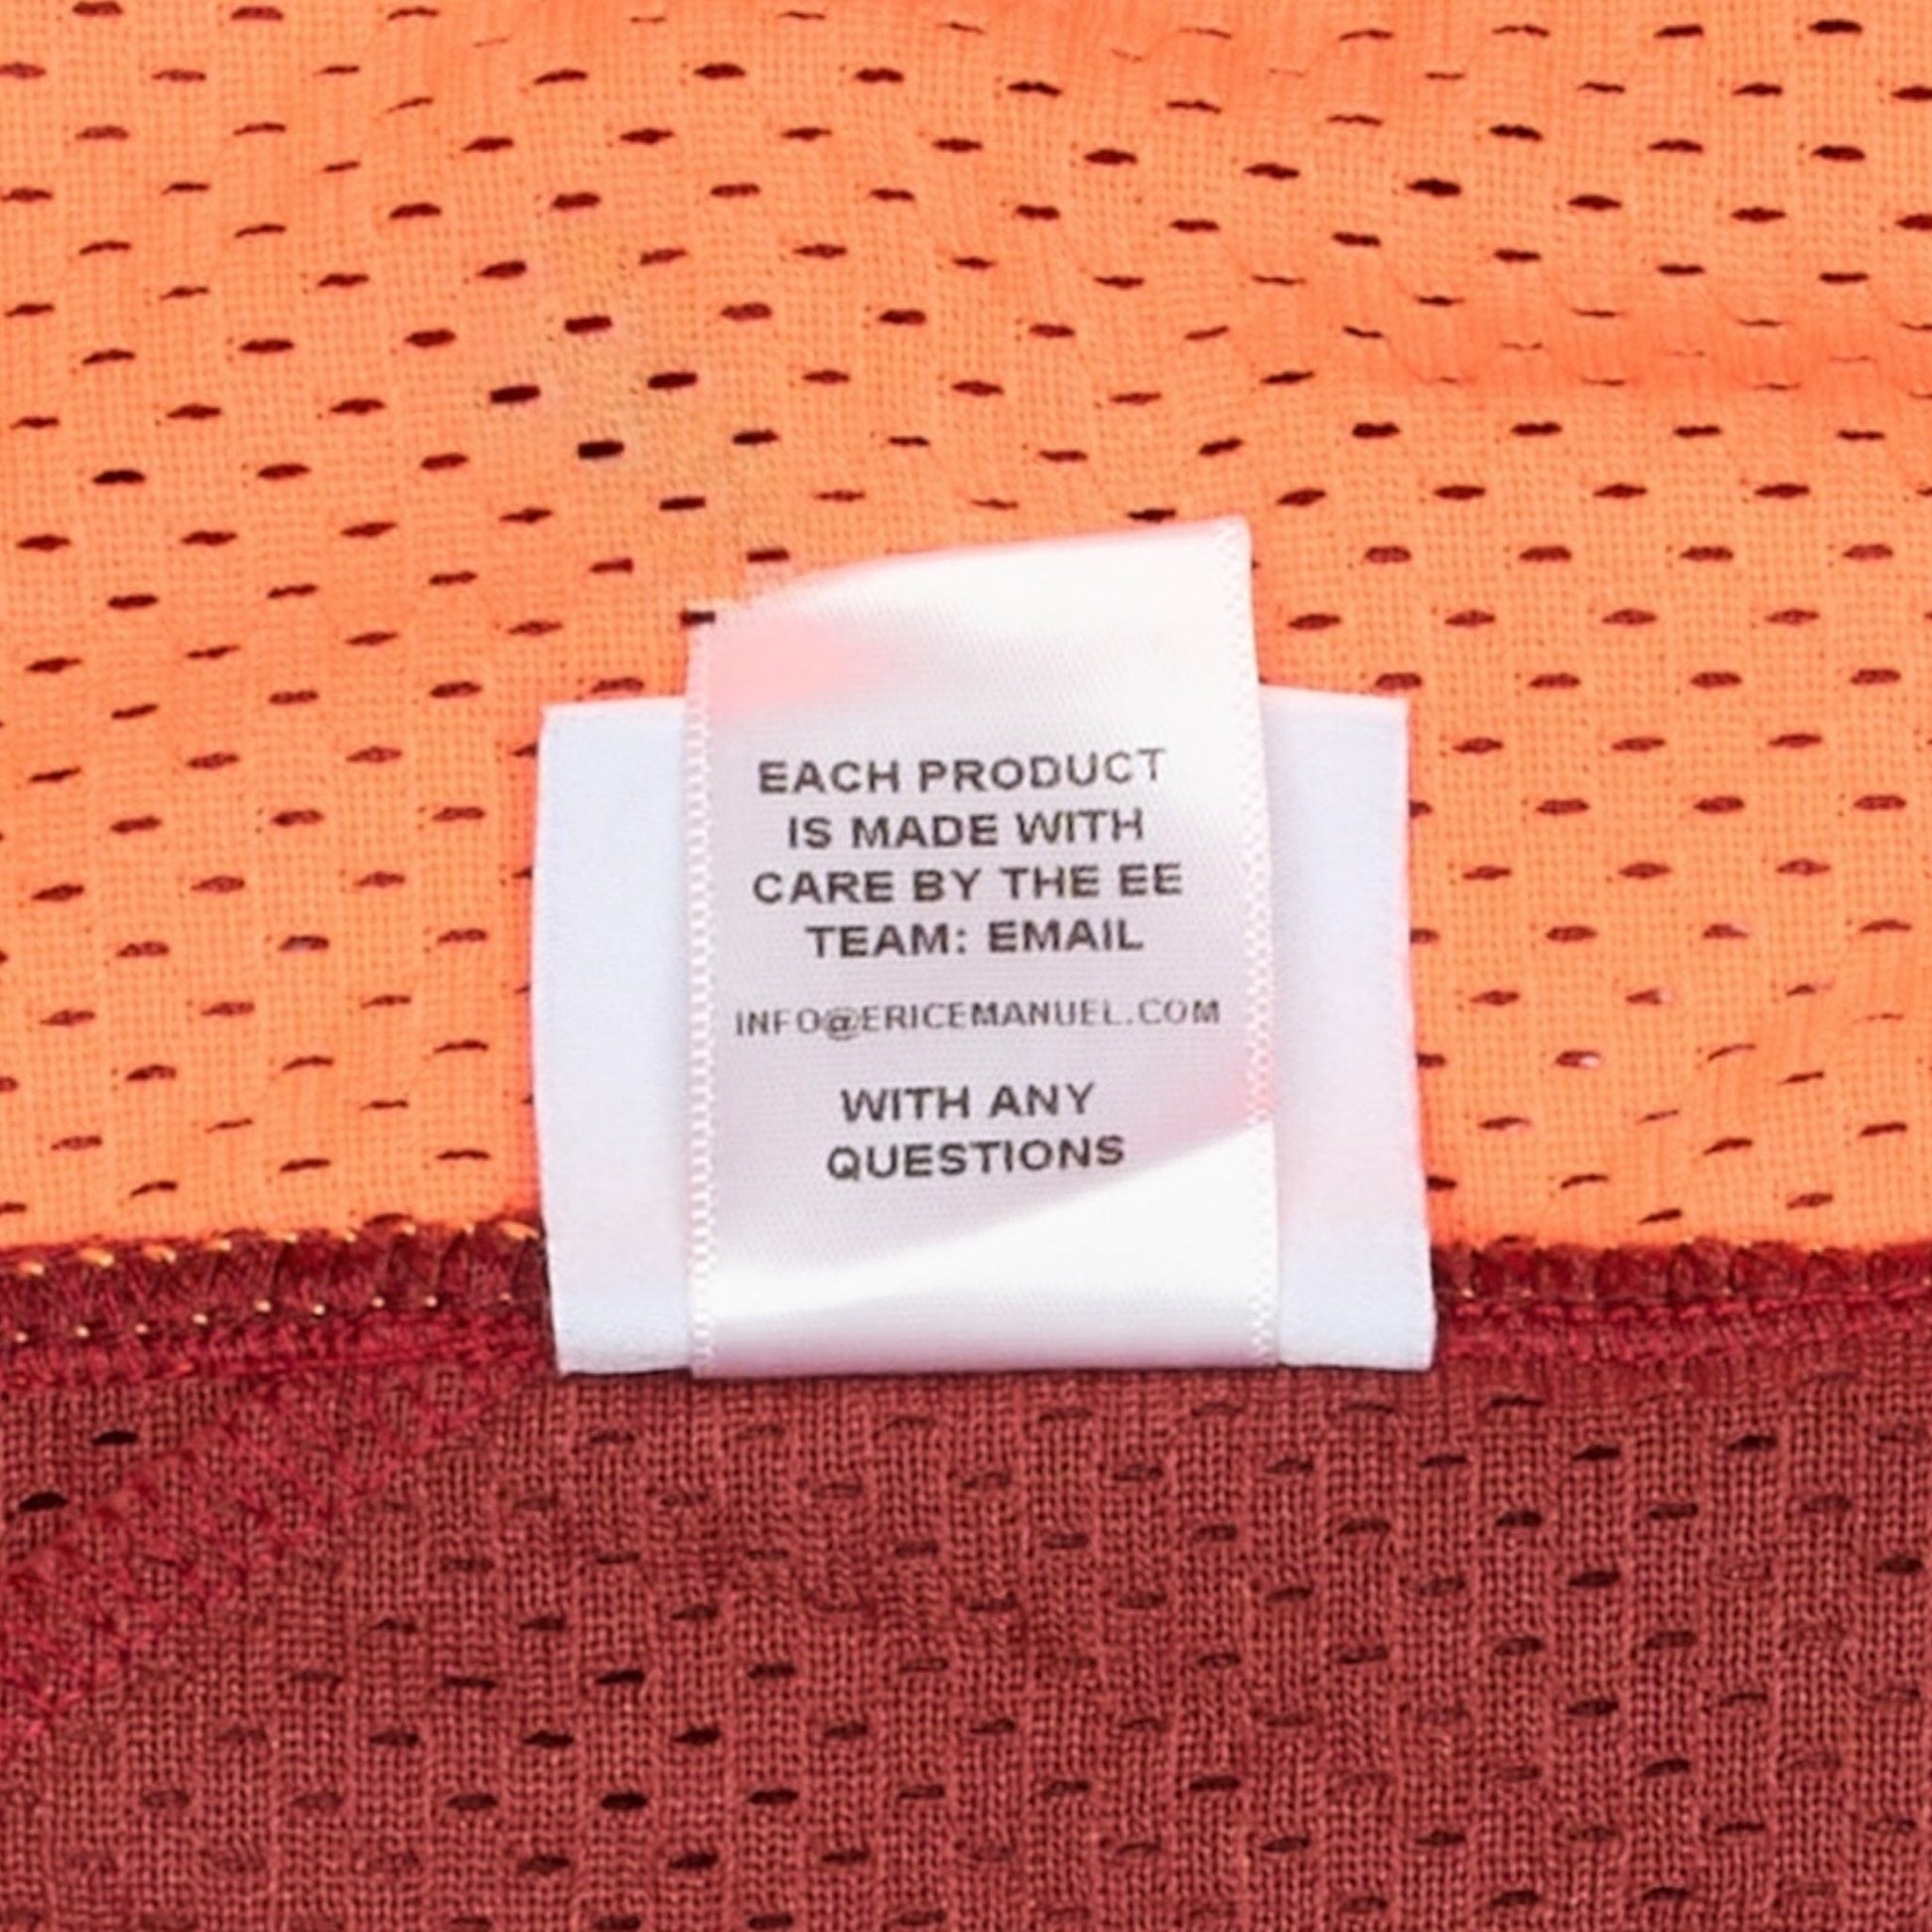 EACH PRODUCT
IS MADE WITH
CARE BY THE EE
TEAM: EMAIL
INFO@ERICEMANUEL.COM
WITH ANY
QUESTIONS